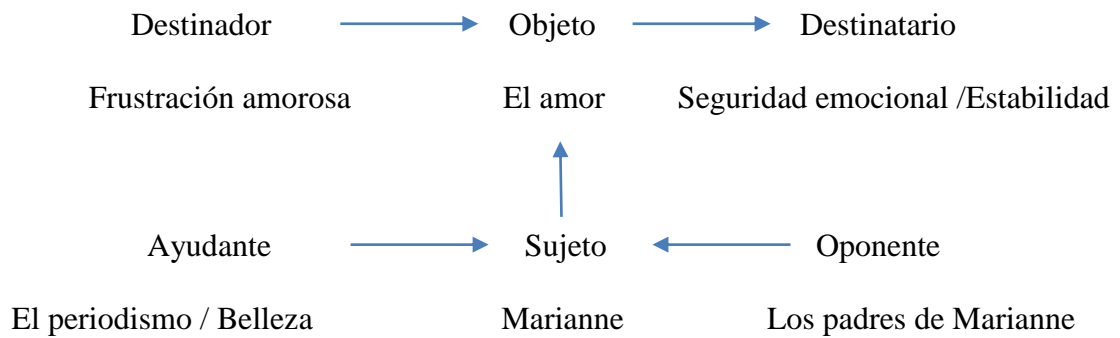 Destinador Objeto Destinatario
Frustración amorosa El amor Seguridad emocional /Estabilidad
Ayudante Sujeto Oponente
El periodismo / Belleza Marianne Los padres de Marianne